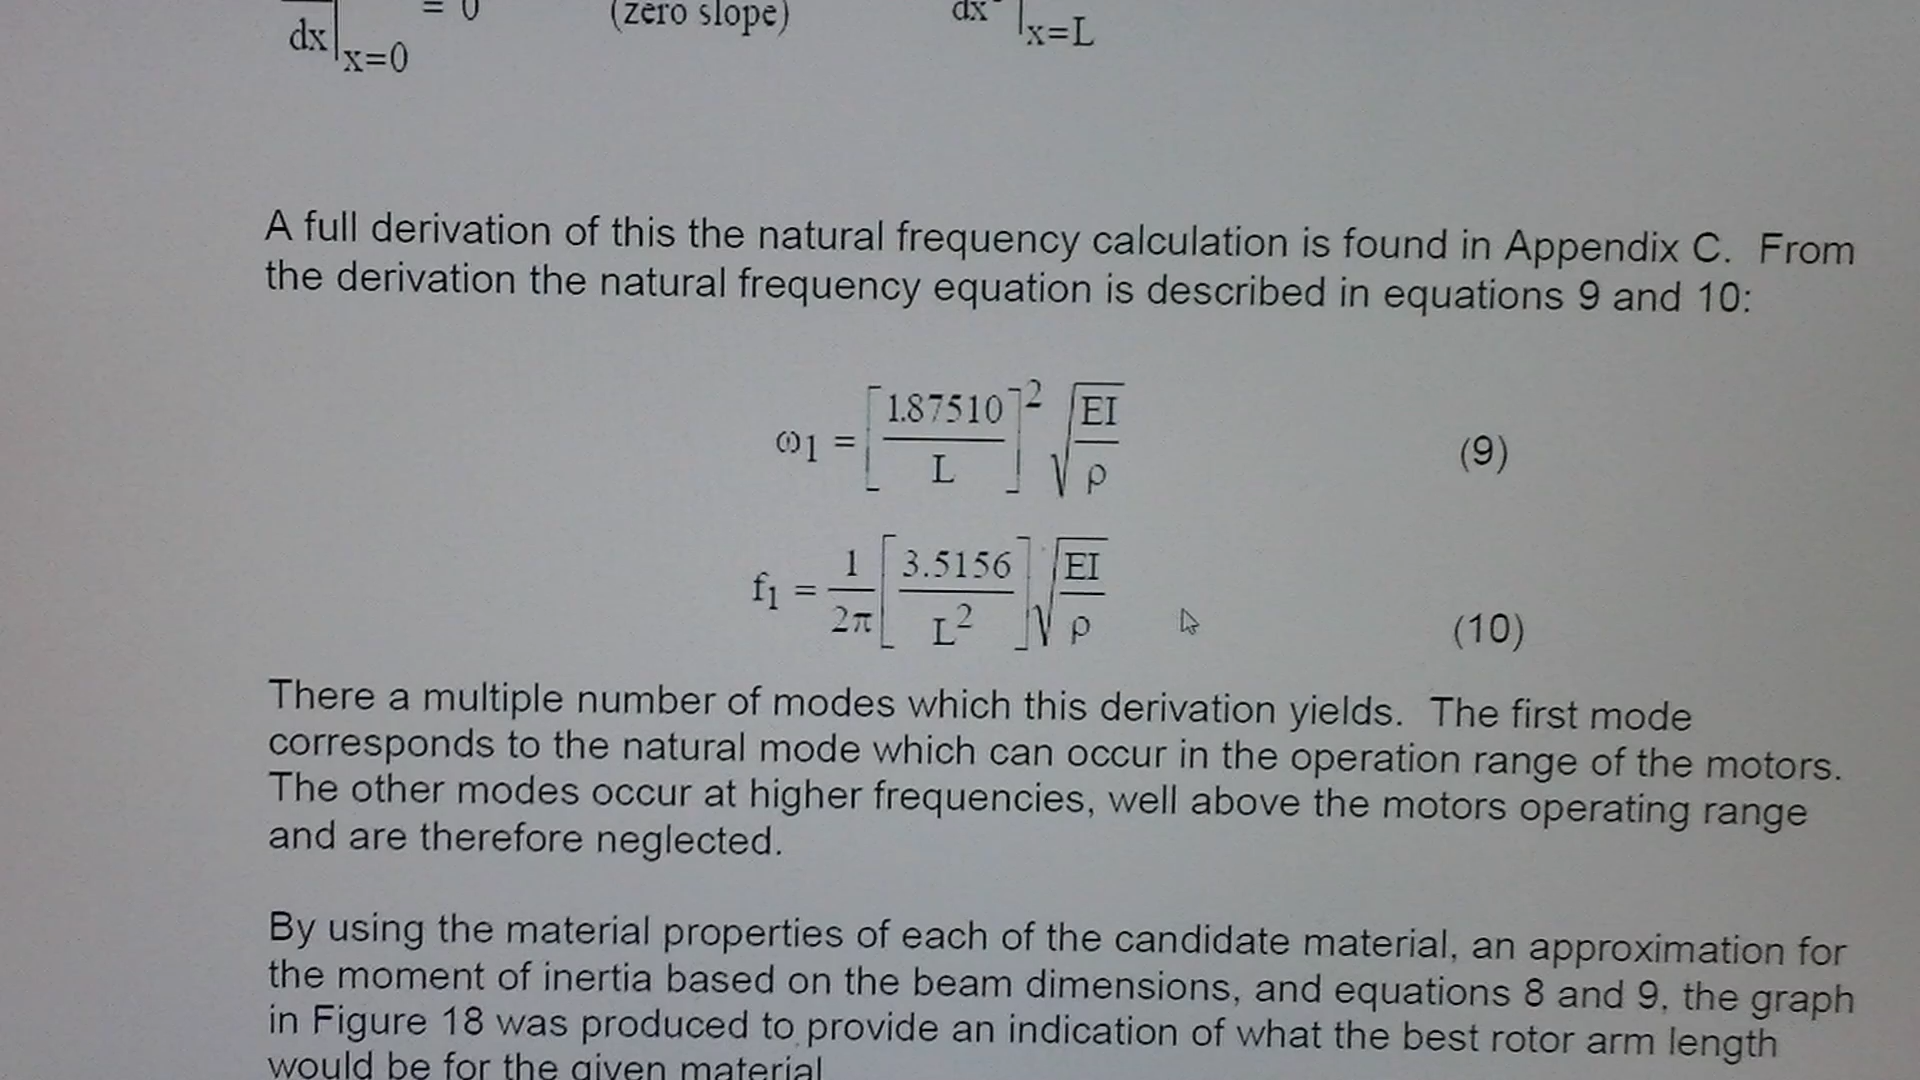 dx|x=0 = 0 (zero slope) dx |x=L
A full derivation of this the natural frequency calculation is found in Appendix C. From
the derivation the natural frequency equation is described in equations 9 and 10:
ω1 = [1.87510 / L]^2 √(EI / ρ) (9)
f1 = 1 / 2π [3.5156 / L^2] √(EI / ρ) (10)
There a multiple number of modes which this derivation yields. The first mode
corresponds to the natural mode which can occur in the operation range of the motors.
The other modes occur at higher frequencies, well above the motors operating range
and are therefore neglected.
By using the material properties of each of the candidate material, an approximation for
the moment of inertia based on the beam dimensions, and equations 8 and 9, the graph
in Figure 18 was produced to provide an indication of what the best rotor arm length
would be for the given material